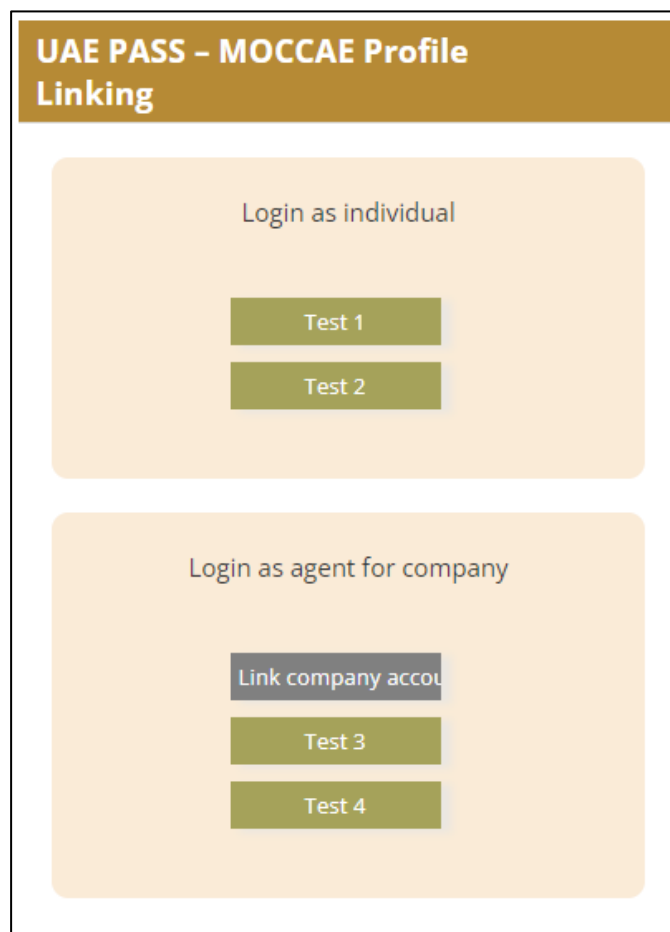 UAE PASS – MOCCAE Profile
Linking
Login as individual
Test 1
Test 2
Login as agent for company
Link company accou
Test 3
Test 4